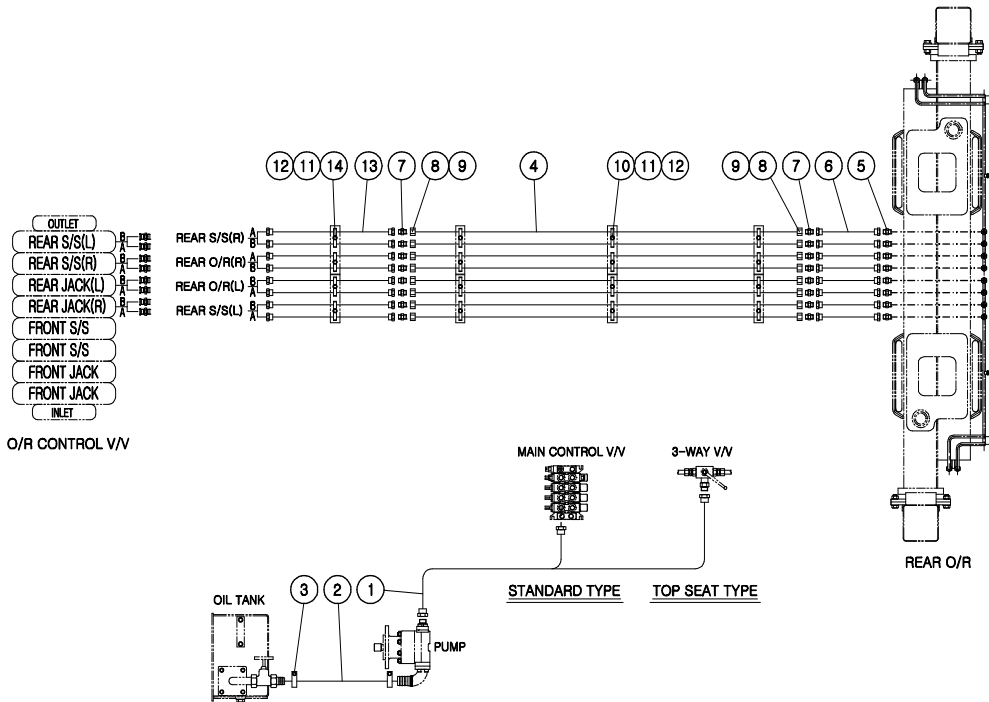 12 11 14 13 7 8 9 4 10 11 12 9 8 7 6 5
OUTLET
REAR S/S(L) B A
REAR S/S(R) B A
REAR JACK(L) B A
REAR JACK(R) B A
FRONT S/S
FRONT S/S
FRONT JACK
FRONT JACK
INLET
O/R CONTROL V/V
REAR S/S(R) A B
REAR O/R(R) A B
REAR O/R(L) B A
REAR S/S(L) B A
MAIN CONTROL V/V
3-WAY V/V
STANDARD TYPE
TOP SEAT TYPE
REAR O/R
3 2 1
OIL TANK
PUMP